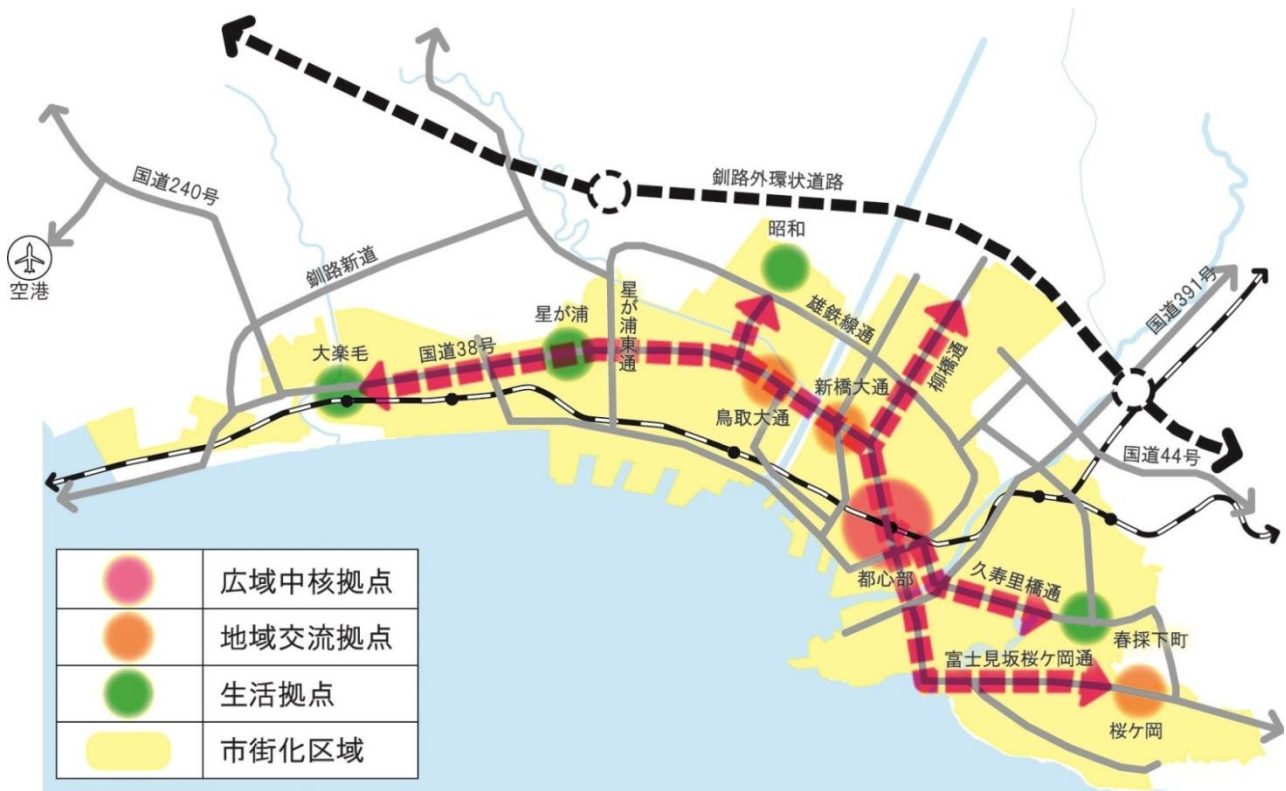 国道240号
釧路外環状道路
昭和
空港
釧路新道
星が浦
星が浦東通
雄鉄線通
国道391号
大楽毛
国道38号
新橋大通
柳橋通
鳥取大通
国道44号
都心部
久寿里橋通
春採下町
富士見坂桜ケ岡通
桜ケ岡
広域中核拠点
地域交流拠点
生活拠点
市街化区域